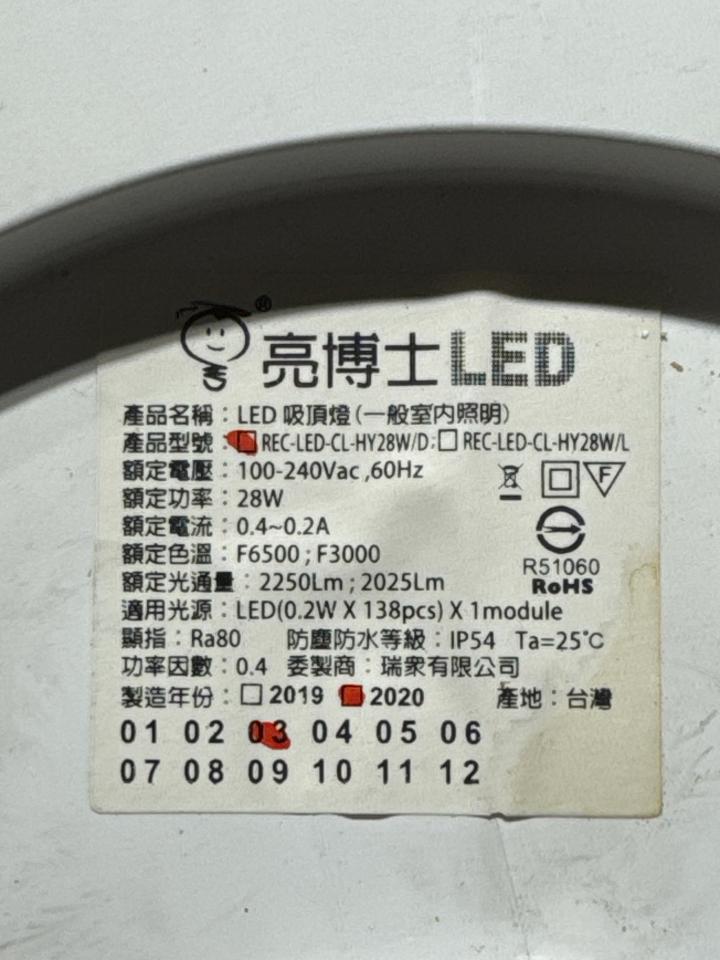 ®
亮博士LED
產品名稱：LED 吸頂燈(一般室內照明)
產品型號：□ REC-LED-CL-HY28W/D；□ REC-LED-CL-HY28W/L
額定電壓：100-240Vac ,60Hz
額定功率：28W
額定電流：0.4~0.2A
額定色溫：F6500 ; F3000
額定光通量：2250Lm ; 2025Lm
適用光源：LED(0.2W X 138pcs) X 1module
顯指：Ra80 防塵防水等級：IP54 Ta=25℃
功率因數：0.4 委製商：瑞衆有限公司
製造年份：□ 2019 □ 2020 產地：台灣
01 02 03 04 05 06
07 08 09 10 11 12
F
R51060
RoHS